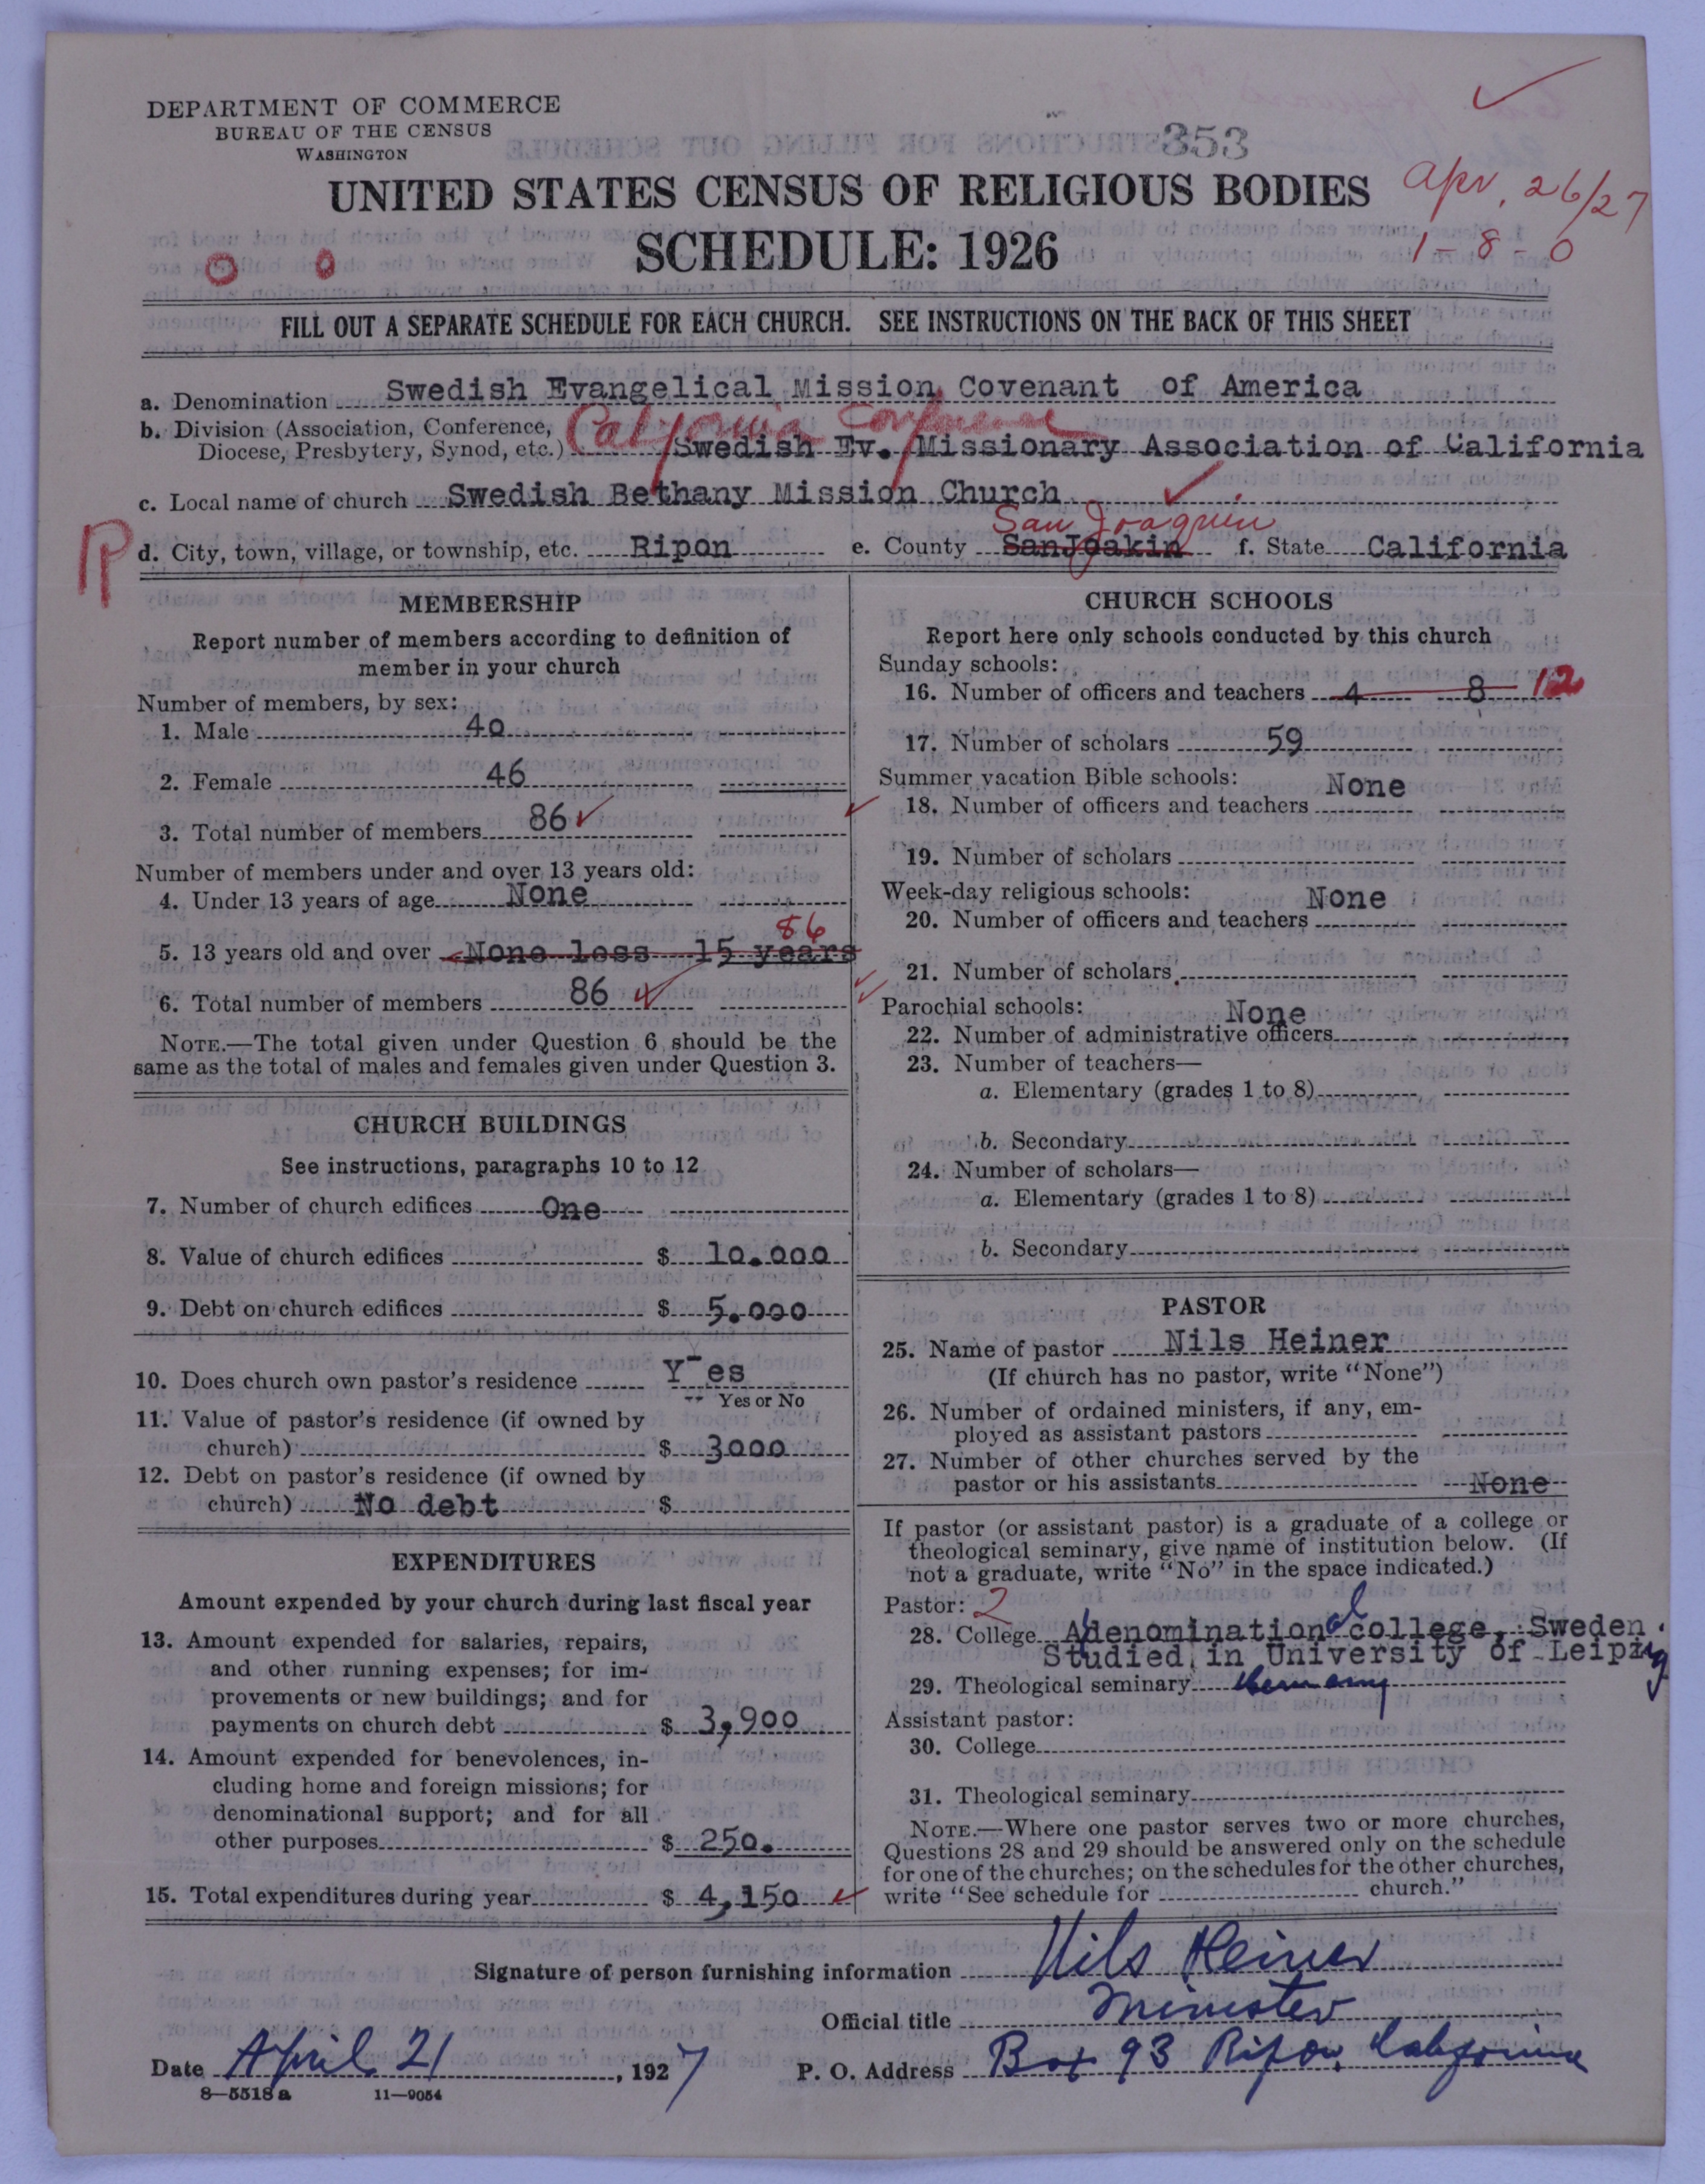 DEPARTMENT OF COMMERCE
BUREAU OF THE CENSUS
WASHINGTON
353
UNITED STATES CENSUS OF RELIGIOUS BODIES
Apr. 26/27
SCHEDULE: 1926
1-8-0
FILL OUT A SEPARATE SCHEDULE FOR EACH CHURCH. SEE INSTRUCTIONS ON THE BACK OF THIS SHEET
a. Denomination Swedish Evangelical Mission Covenant of America
California Conference
b. Division (Association, Conference,
Diocese, Presbytery, Synod, etc.) Swedish Ev. Missionary Association of California
c. Local name of church Swedish Bethany Mission Church
San Joaquin
d. City, town, village, or township, etc. Ripon e. County SanJoakin f. State California
MEMBERSHIP
Report number of members according to definition of
member in your church
Number of members, by sex:
1. Male 40
2. Female 46
3. Total number of members 86
Number of members under and over 13 years old:
4. Under 13 years of age None
86
5. 13 years old and over None less 15 years
6. Total number of members 86
NOTE.—The total given under Question 6 should be the
same as the total of males and females given under Question 3.
CHURCH BUILDINGS
See instructions, paragraphs 10 to 12
7. Number of church edifices One
8. Value of church edifices $ 10.000
9. Debt on church edifices $ 5.000
10. Does church own pastor's residence Y-es
Yes or No
11. Value of pastor's residence (if owned by
church) $ 3000
12. Debt on pastor's residence (if owned by
church) No debt $
EXPENDITURES
Amount expended by your church during last fiscal year
13. Amount expended for salaries, repairs,
and other running expenses; for im-
provements or new buildings; and for
payments on church debt $ 3,900
14. Amount expended for benevolences, in-
cluding home and foreign missions; for
denominational support; and for all
other purposes $ 250.
15. Total expenditures during year $ 4,150
CHURCH SCHOOLS
Report here only schools conducted by this church
Sunday schools:
16. Number of officers and teachers 4 8 12
17. Number of scholars 59
Summer vacation Bible schools: None
18. Number of officers and teachers
19. Number of scholars
Week-day religious schools: None
20. Number of officers and teachers
21. Number of scholars
Parochial schools: None
22. Number of administrative officers
23. Number of teachers—
a. Elementary (grades 1 to 8)
b. Secondary
24. Number of scholars—
a. Elementary (grades 1 to 8)
b. Secondary
PASTOR
25. Name of pastor Nils Heiner
(If church has no pastor, write "None")
26. Number of ordained ministers, if any, em-
ployed as assistant pastors
27. Number of other churches served by the
pastor or his assistants None
If pastor (or assistant pastor) is a graduate of a college or
theological seminary, give name of institution below. (If
not a graduate, write "No" in the space indicated.)
Pastor: 2
28. College A denominational college, Sweden.
Studied in University of Leipzig
29. Theological seminary Germany
Assistant pastor:
30. College
31. Theological seminary
NOTE.—Where one pastor serves two or more churches,
Questions 28 and 29 should be answered only on the schedule
for one of the churches; on the schedules for the other churches,
write "See schedule for church."
Signature of person furnishing information Nils Heiner
Official title Minister
Date April 21, 1927 P. O. Address Box 93 Ripon, California
8—5518 a 11—9054